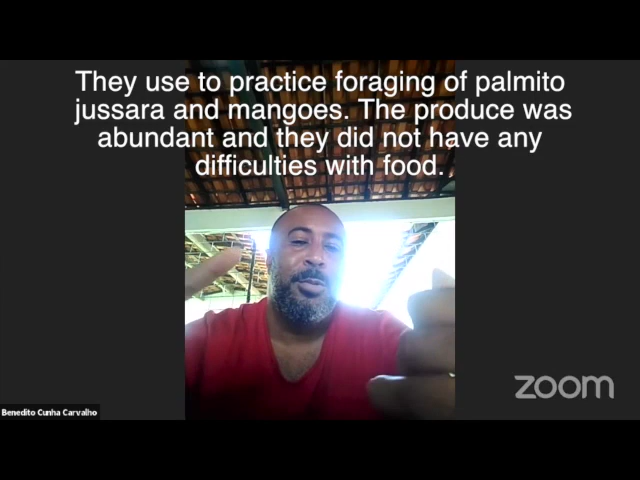 They use to practice foraging of palmito
jussara and mangoes. The produce was
abundant and they did not have any
difficulties with food.
zoom
Benedito Cunha Carvalho